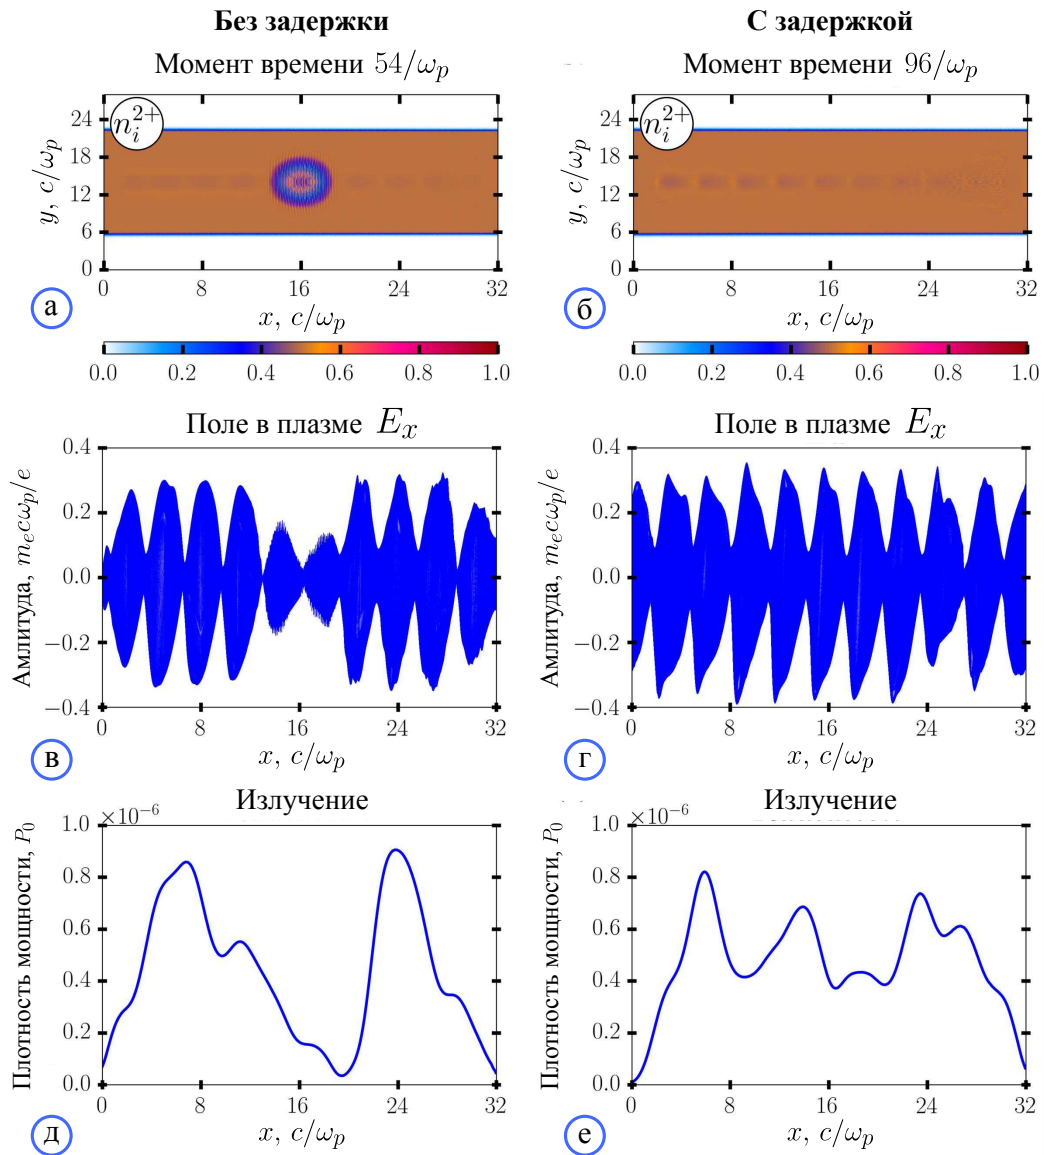 Без задержки
С задержкой
Момент времени 54/ω_p
Момент времени 96/ω_p
n_i^{2+}
n_i^{2+}
y, c/ω_p
24
18
12
6
0
0 8 16 24 32
x, c/ω_p
а
y, c/ω_p
24
18
12
6
0
0 8 16 24 32
x, c/ω_p
б
0.0 0.2 0.4 0.6 0.8 1.0
0.0 0.2 0.4 0.6 0.8 1.0
Поле в плазме E_x
Поле в плазме E_x
Амлитуда, m_e cω_p/e
0.4
0.2
0.0
−0.2
−0.4
0 8 16 24 32
x, c/ω_p
в
Амлитуда, m_e cω_p/e
0.4
0.2
0.0
−0.2
−0.4
0 8 16 24 32
x, c/ω_p
г
Излучение
Излучение
Плотность мощности, P_0
×10^{−6}
1.0
0.8
0.6
0.4
0.2
0.0
0 8 16 24 32
x, c/ω_p
д
Плотность мощности, P_0
×10^{−6}
1.0
0.8
0.6
0.4
0.2
0.0
0 8 16 24 32
x, c/ω_p
е